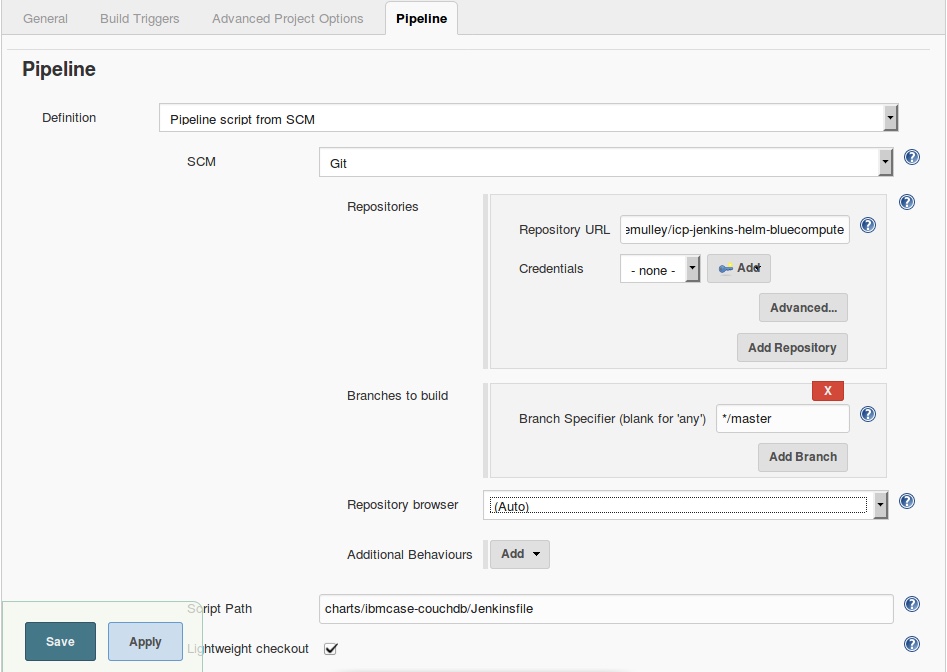 General Build Triggers Advanced Project Options Pipeline
Pipeline
Definition Pipeline script from SCM
SCM Git
Repositories
Repository URL emulley/icp-jenkins-helm-bluecompute
Credentials - none - Add
Advanced...
Add Repository
Branches to build X
Branch Specifier (blank for 'any') */master
Add Branch
Repository browser (Auto)
Additional Behaviours Add
Script Path charts/ibmcase-couchdb/Jenkinsfile
Save Apply
Lightweight checkout